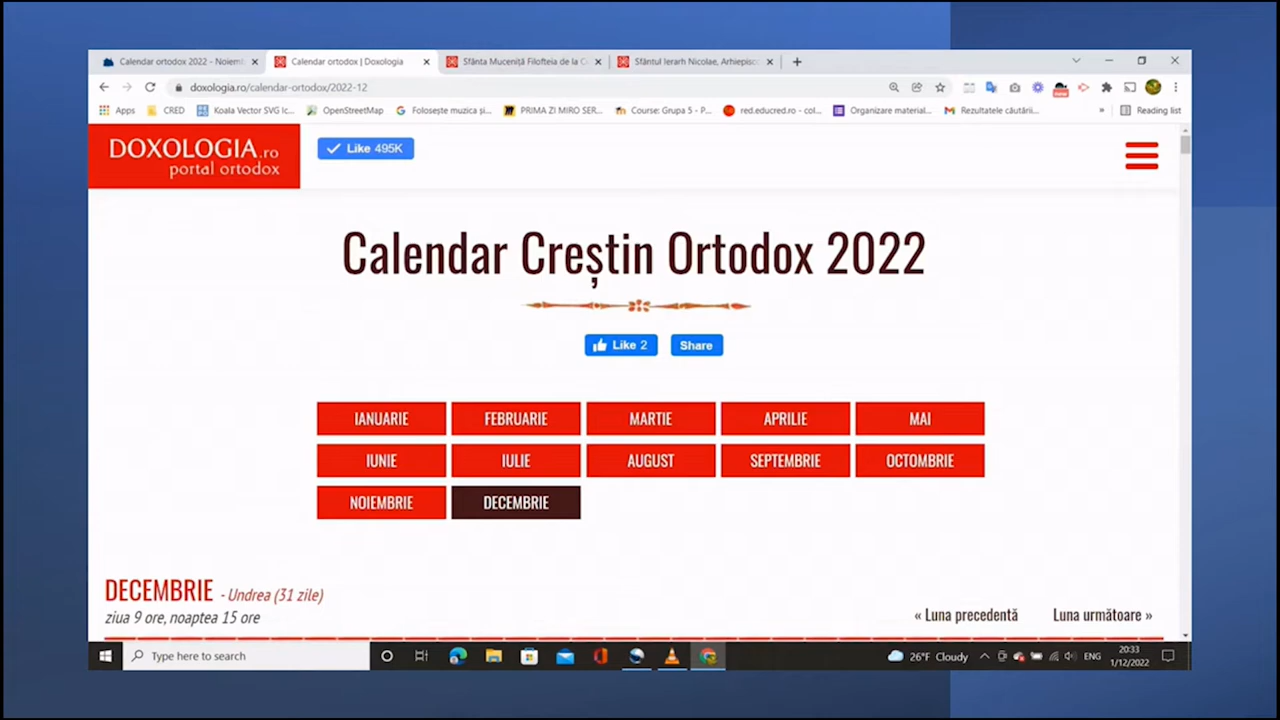 Calendar ortodox 2022 - Noiemb
Calendar ortodox | Doxologia
Sfânta Muceniță Filofteia de la C
Sfântul Ierarh Nicolae, Arhiepisc
doxologia.ro/calendar-ortodox/2022-12
Apps CRED Koala Vector SVG Ic... OpenStreetMap Folosește muzica și... PRIMA ZI MIRO SER... Course: Grupa 5 - P... red.educred.ro - col... Organizare material... Rezultatele căutării... » Reading list
DOXOLOGIA.ro
portal ortodox
Like 495K
Calendar Creștin Ortodox 2022
Like 2 Share
IANUARIE FEBRUARIE MARTIE APRILIE MAI
IUNIE IULIE AUGUST SEPTEMBRIE OCTOMBRIE
NOIEMBRIE DECEMBRIE
DECEMBRIE - Undrea (31 zile)
ziua 9 ore, noaptea 15 ore
« Luna precedentă Luna următoare »
Type here to search
26°F Cloudy
ENG
20:33
1/12/2022